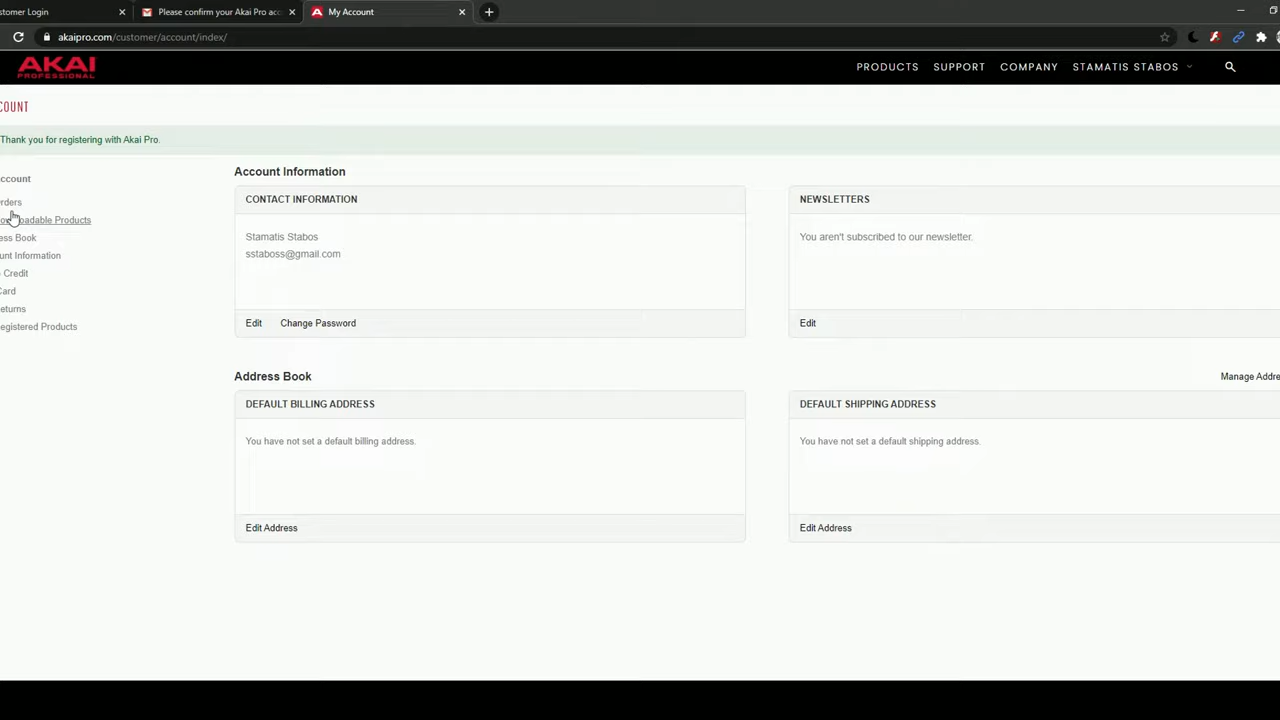 stomer Login
Please confirm your Akai Pro acc
My Account
akaipro.com/customer/account/index/
AKAI
PROFESSIONAL
PRODUCTS
SUPPORT
COMPANY
STAMATIS STABOS
COUNT
Thank you for registering with Akai Pro.
ccount
rders
ownloadable Products
ess Book
unt Information
Credit
Card
eturns
egistered Products
Account Information
CONTACT INFORMATION
Stamatis Stabos
sstaboss@gmail.com
Edit
Change Password
NEWSLETTERS
You aren't subscribed to our newsletter.
Edit
Address Book
Manage Addre
DEFAULT BILLING ADDRESS
You have not set a default billing address.
Edit Address
DEFAULT SHIPPING ADDRESS
You have not set a default shipping address.
Edit Address